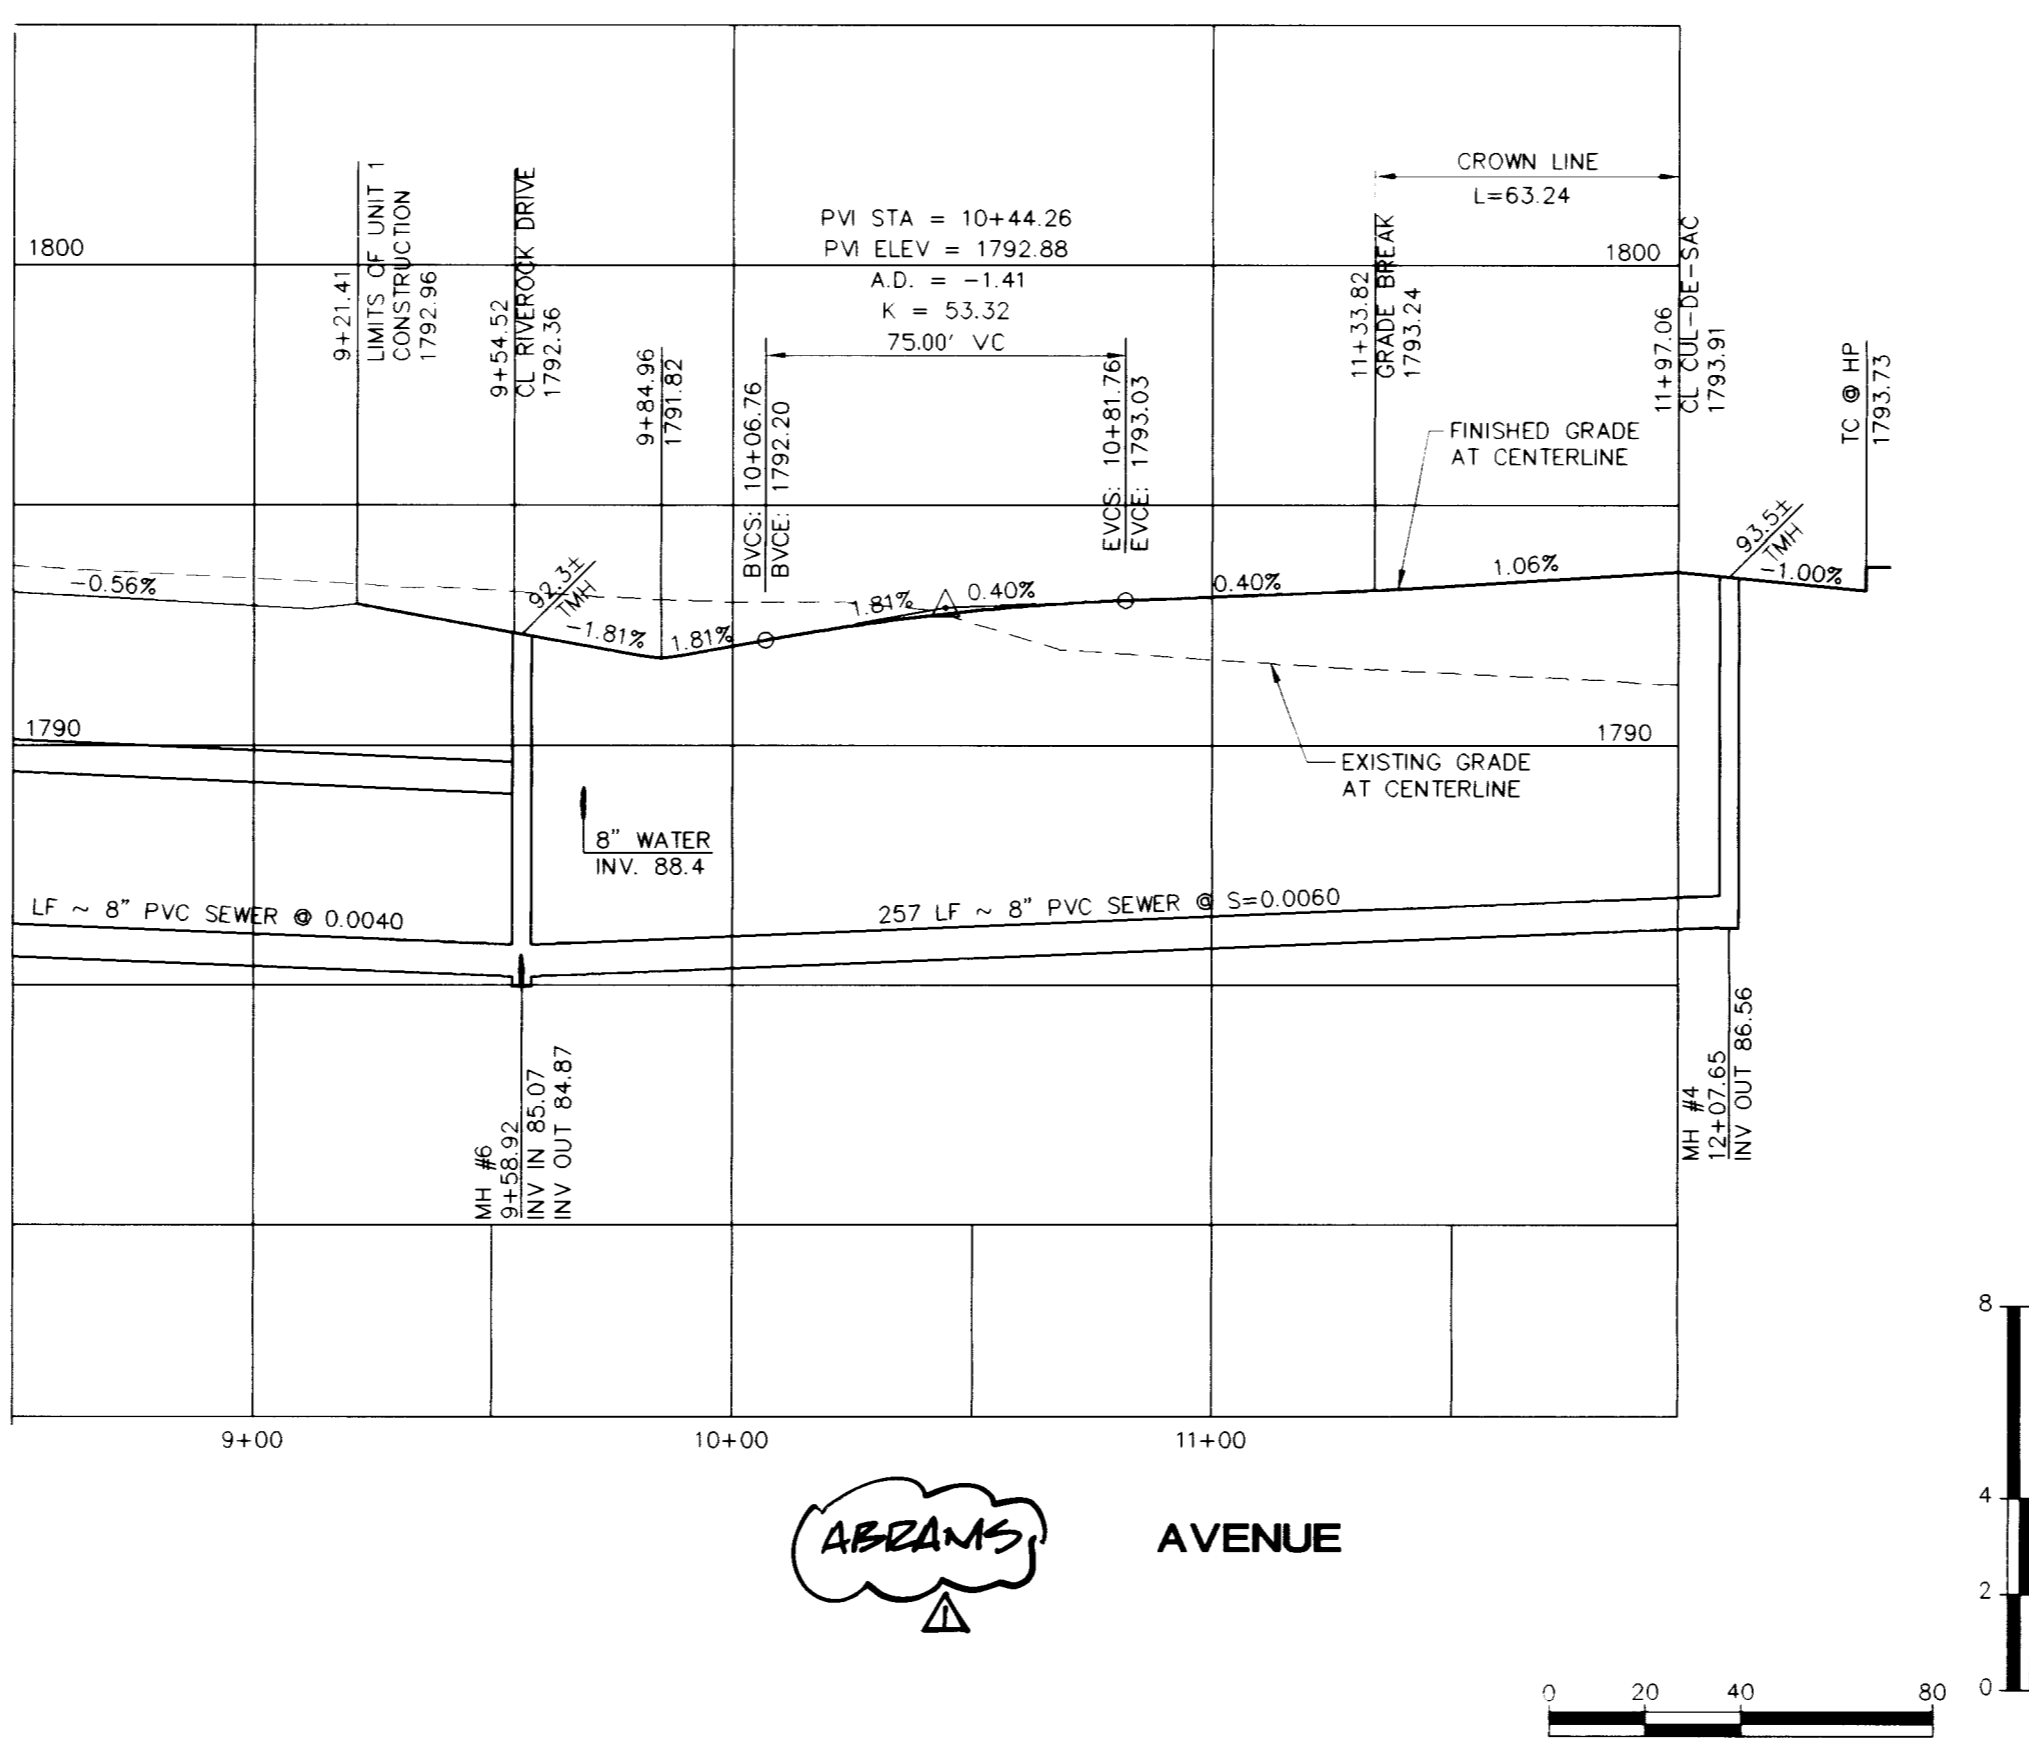 CROWN LINE
L=63.24
PVI STA = 10+44.26
PVI ELEV = 1792.88
A.D. = -1.41
K = 53.32
75.00' VC
1800
1800
9+21.41
LIMITS OF UNIT 1
CONSTRUCTION
1792.96
9+54.52
CL RIVEROCK DRIVE
1792.36
9+84.96
1791.82
BVCS: 10+06.76
BVCE: 1792.20
EVCS: 10+81.76
EVCE: 1793.03
11+33.82
GRADE BREAK
1793.24
11+97.06
CL CUL-DE-SAC
1793.91
TC @ HP
1793.73
FINISHED GRADE
AT CENTERLINE
93.5±
TMH
-1.00%
-0.56%
92.3±
TMH
-1.81%
1.81%
1.81%
0.40%
0.40%
1.06%
1790
1790
EXISTING GRADE
AT CENTERLINE
8" WATER
INV. 88.4
LF ~ 8" PVC SEWER @ 0.0040
257 LF ~ 8" PVC SEWER @ S=0.0060
MH #6
9+58.92
INV IN 85.07
INV OUT 84.87
MH #4
12+07.65
INV OUT 86.56
9+00
10+00
11+00
ABRAMS AVENUE
1
8
4
2
0
0 20 40 80